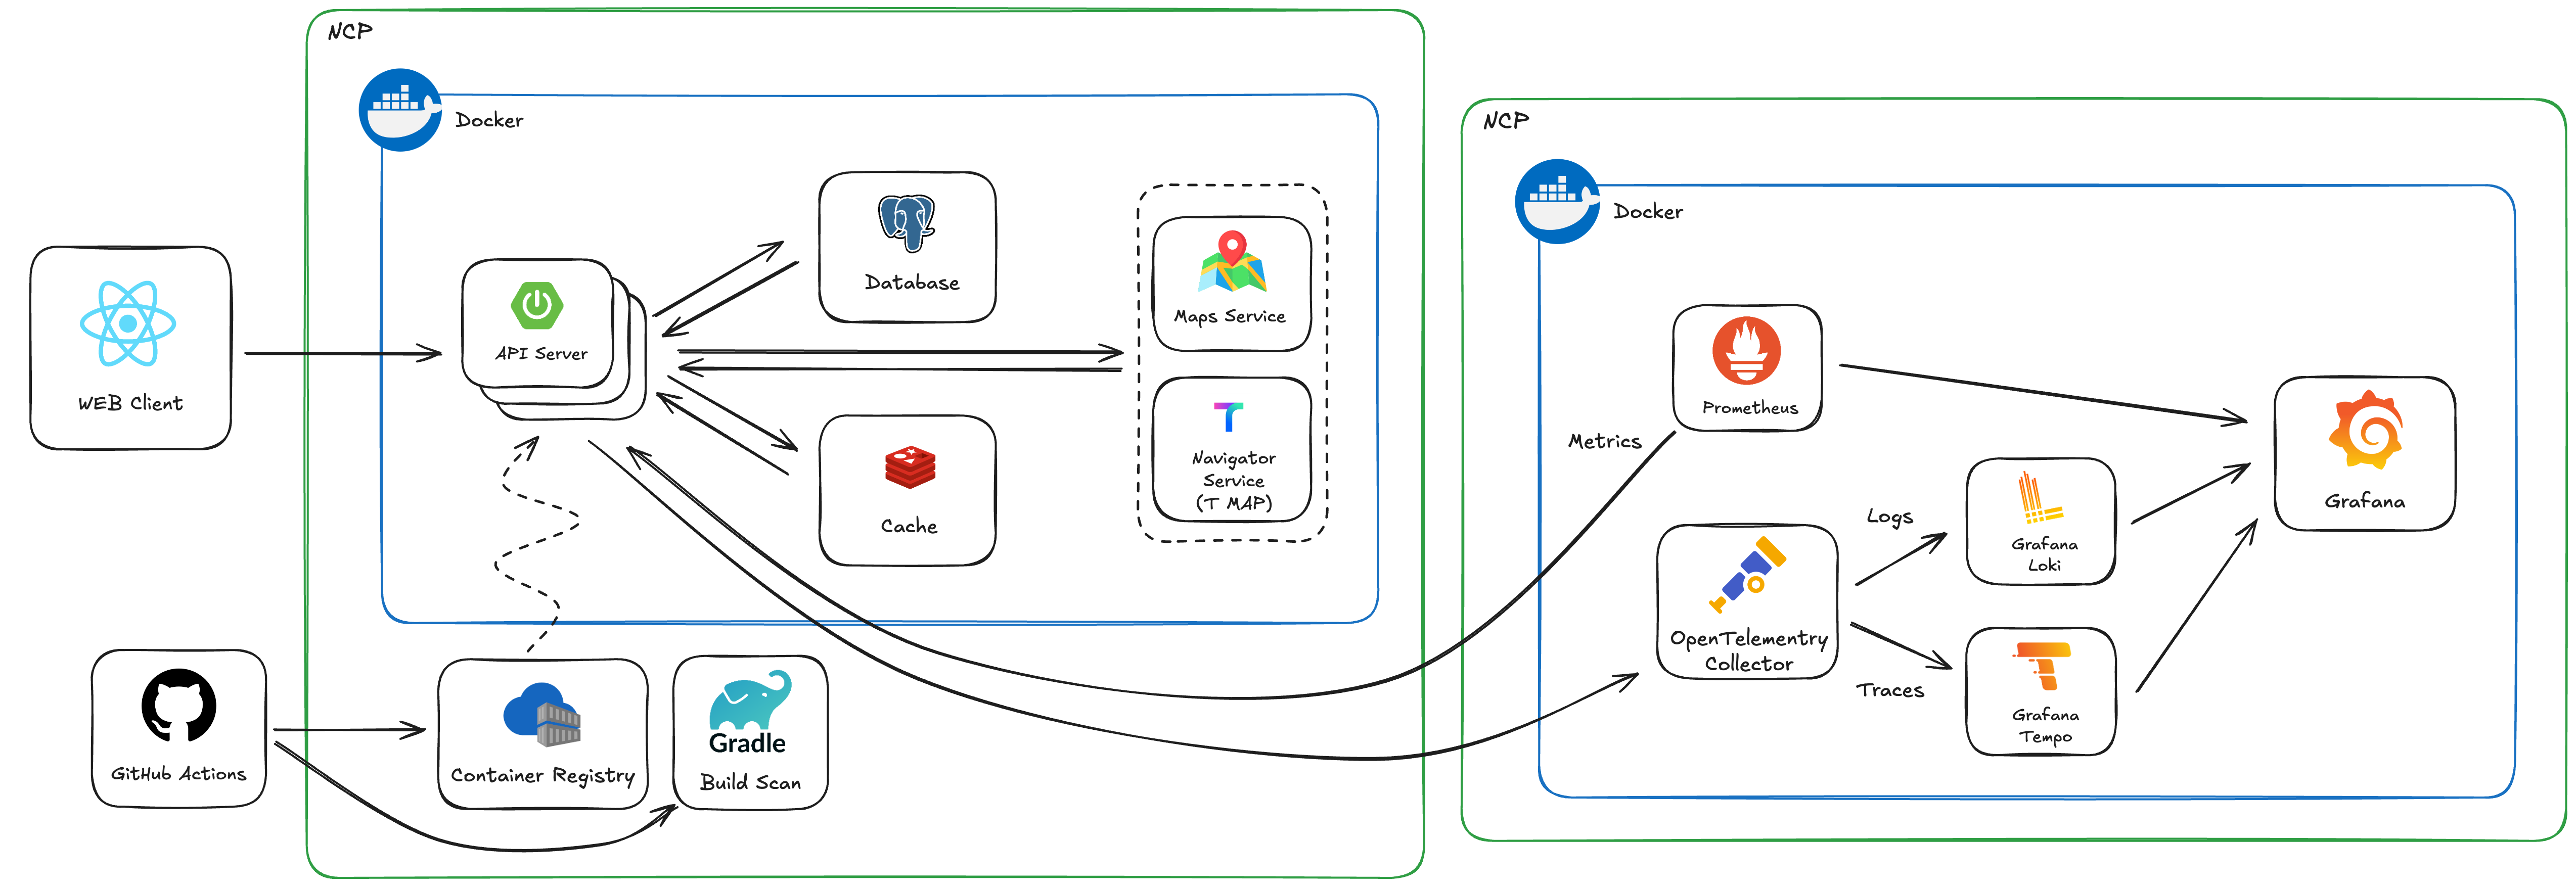 NCP
Docker
WEB Client
API Server
Database
Cache
Maps Service
Navigator
Service
(T MAP)
GitHub Actions
Container Registry
Gradle
Build Scan
NCP
Docker
Prometheus
Metrics
OpenTelementry
Collector
Logs
Traces
Grafana
Loki
Grafana
Tempo
Grafana